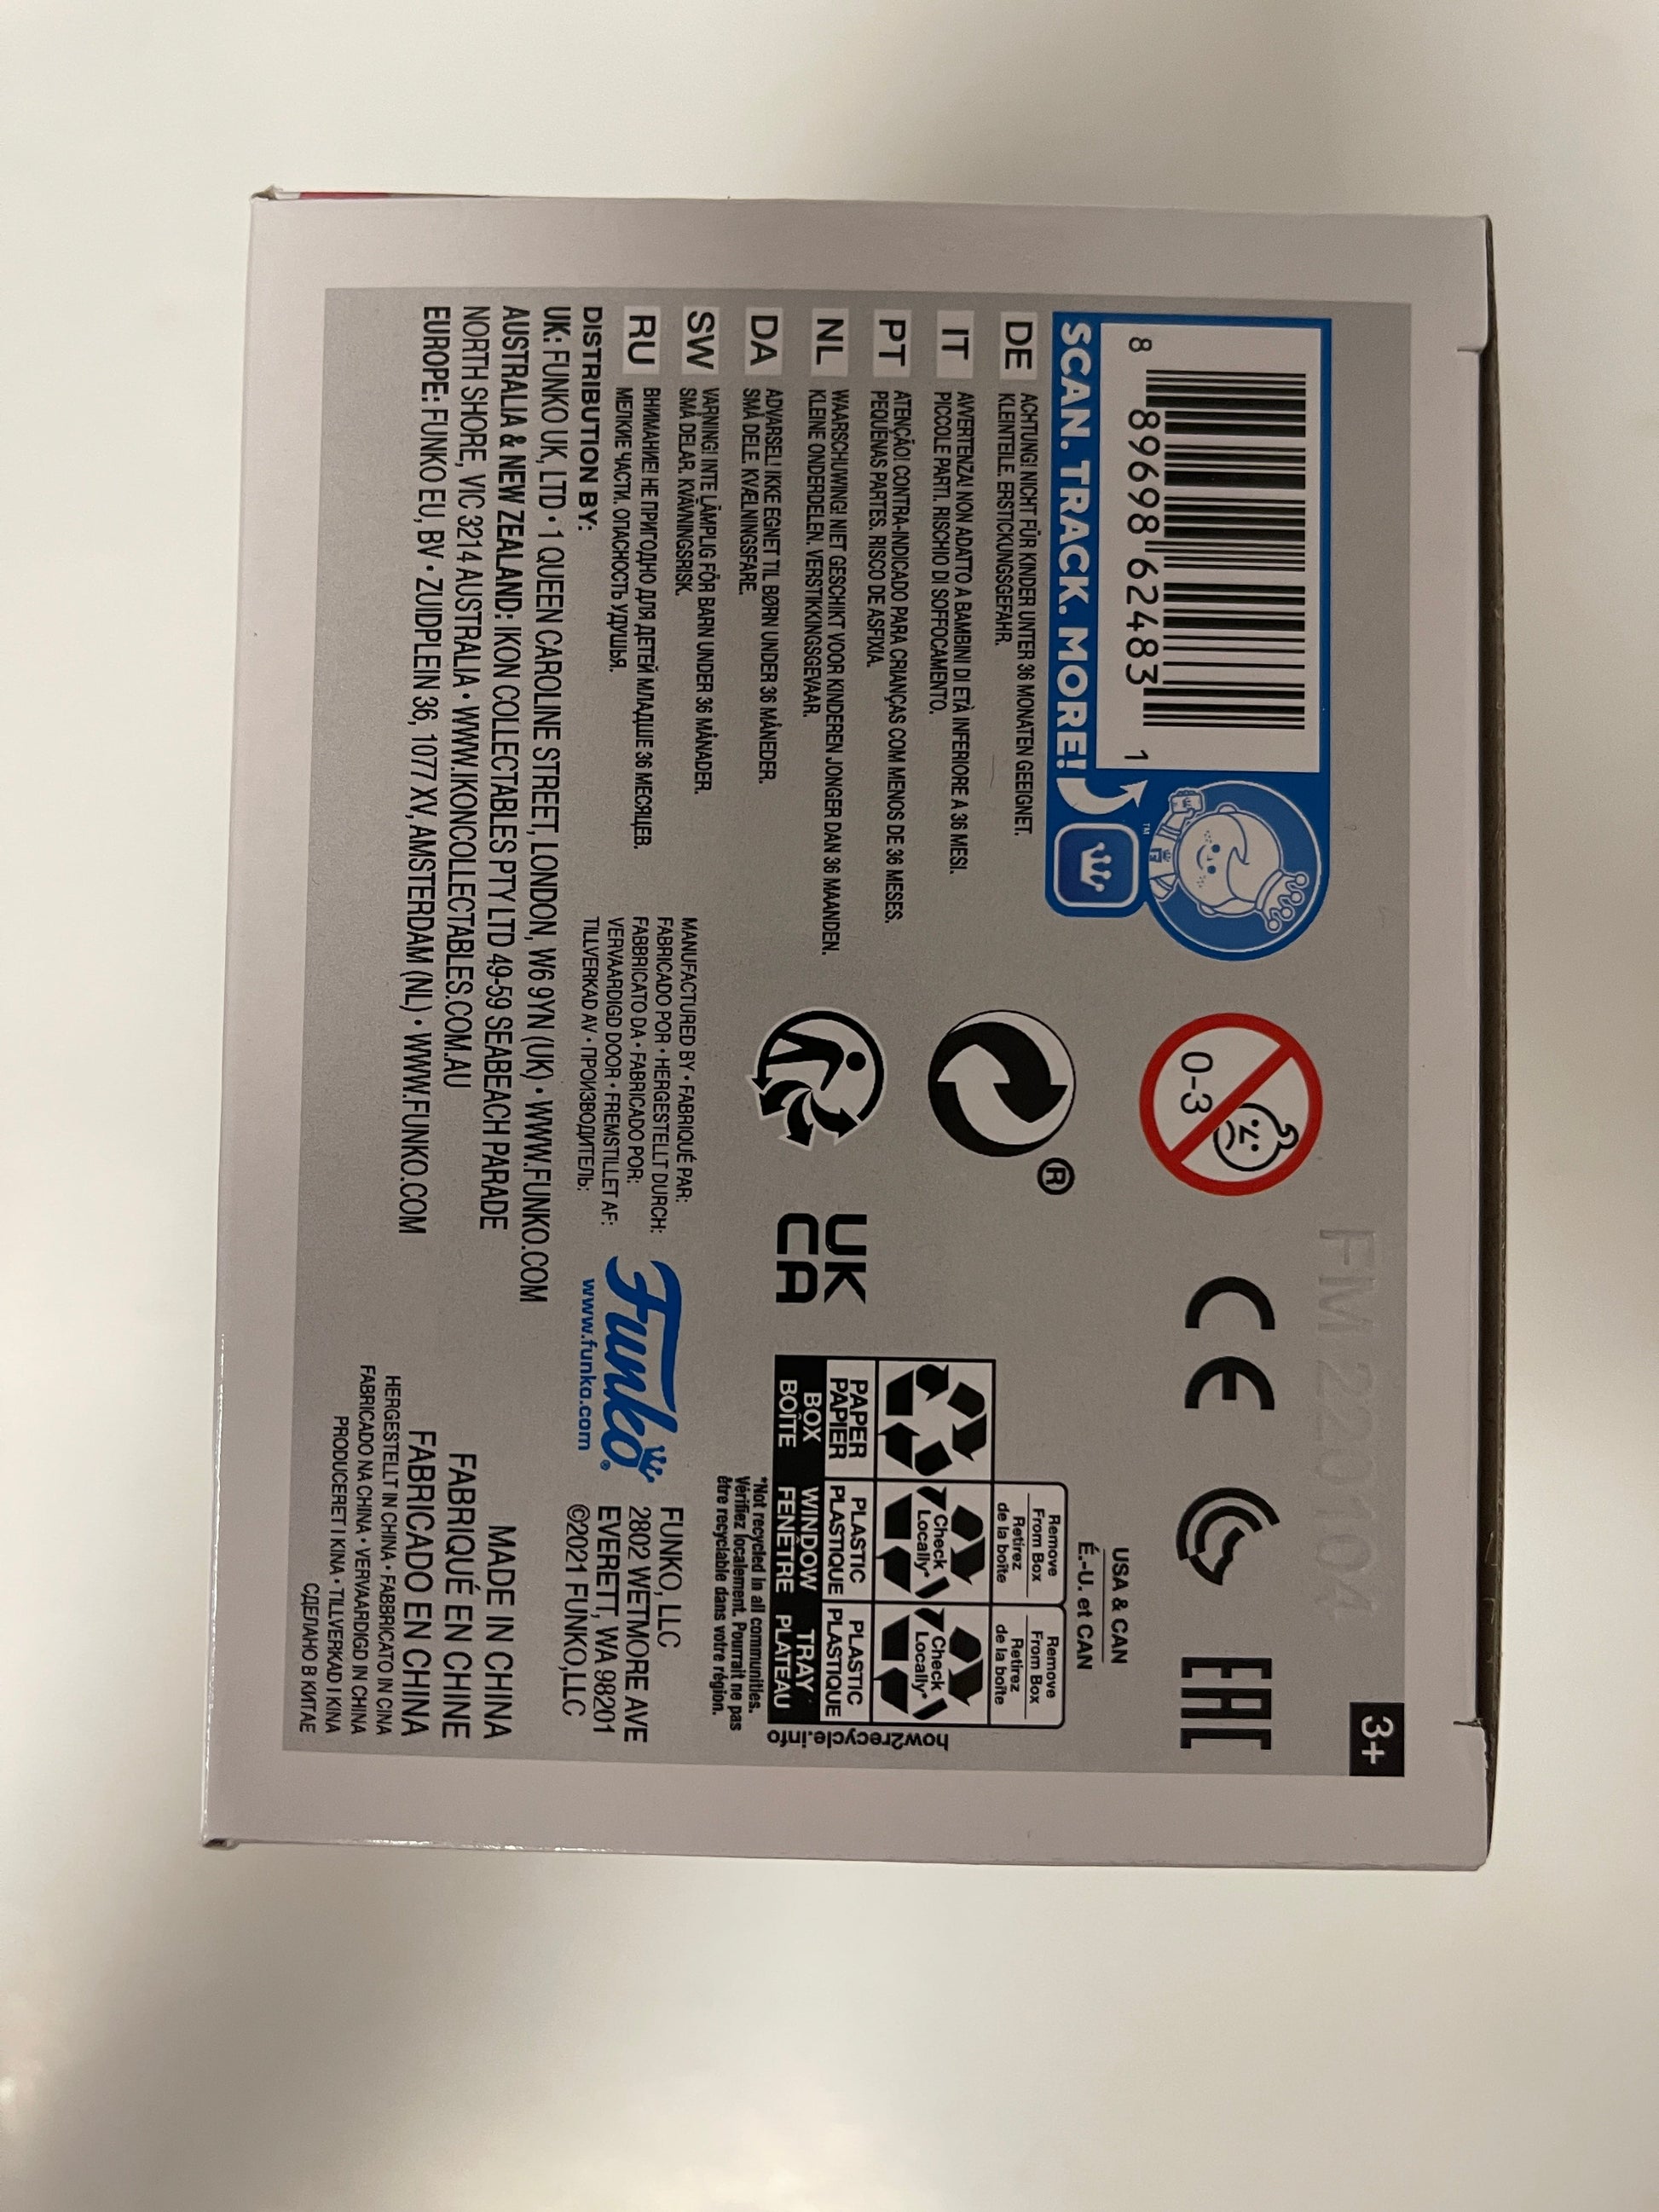 3+
FM 220104
8 89698 62483 1
SCAN. TRACK. MORE!
™
0-3
CE
EAC
DE ACHTUNG! NICHT FÜR KINDER UNTER 36 MONATEN GEEIGNET.
KLEINTEILE. ERSTICKUNGSGEFAHR.
IT AVVERTENZA! NON ADATTO A BAMBINI DI ETÀ INFERIORE A 36 MESI.
PICCOLE PARTI. RISCHIO DI SOFFOCAMENTO.
PT ATENÇÃO! CONTRA-INDICADO PARA CRIANÇAS COM MENOS DE 36 MESES.
PEQUENAS PARTES. RISCO DE ASFIXIA.
NL WAARSCHUWING! NIET GESCHIKT VOOR KINDEREN JONGER DAN 36 MAANDEN.
KLEINE ONDERDELEN. VERSTIKKINGSGEVAAR.
DA ADVARSEL! IKKE EGNET TIL BØRN UNDER 36 MÅNEDER.
SMÅ DELE. KVÆLNINGSFARE.
SW VARNING! INTE LÄMPLIG FÖR BARN UNDER 36 MÅNADER.
SMÅ DELAR. KVÄVNINGSRISK.
RU ВНИМАНИЕ! НЕ ПРИГОДНО ДЛЯ ДЕТЕЙ МЛАДШЕ 36 МЕСЯЦЕВ.
МЕЛКИЕ ЧАСТИ. ОПАСНОСТЬ УДУШЬЯ.
®
UK
CA
USA & CAN
É.-U. et CAN
Remove From Box
Retirez de la boîte
Remove From Box
Retirez de la boîte
Check Locally*
Check Locally*
PAPER PLASTIC PLASTIC
PAPIER PLASTIQUE PLASTIQUE
BOX WINDOW TRAY
BOÎTE FENÊTRE PLATEAU
how2recycle.info
*Not recycled in all communities.
Vérifiez localement. Pourrait ne pas
être recyclable dans votre région.
MANUFACTURED BY • FABRIQUÉ PAR:
FABRICADO POR • HERGESTELLT DURCH:
FABBRICATO DA • FABRICADO POR:
VERVAARDIGD DOOR • FREMSTILLET AF:
TILLVERKAD AV • ПРОИЗВОДИТЕЛЬ:
Funko®
www.funko.com
FUNKO, LLC
2802 WETMORE AVE
EVERETT, WA 98201
©2021 FUNKO,LLC
DISTRIBUTION BY:
UK: FUNKO UK, LTD • 1 QUEEN CAROLINE STREET, LONDON, W6 9YN (UK) • WWW.FUNKO.COM
AUSTRALIA & NEW ZEALAND: IKON COLLECTABLES PTY LTD 49-59 SEABEACH PARADE
NORTH SHORE, VIC 3214 AUSTRALIA • WWW.IKONCOLLECTABLES.COM.AU
EUROPE: FUNKO EU, BV • ZUIDPLEIN 36, 1077 XV, AMSTERDAM (NL) • WWW.FUNKO.COM
MADE IN CHINA
FABRIQUÉ EN CHINE
FABRICADO EN CHINA
HERGESTELLT IN CHINA • FABBRICATO IN CINA
FABRICADO NA CHINA • VERVAARDIGD IN CHINA
PRODUCERET I KINA • TILLVERKAD I KINA
СДЕЛАНО В КИТАЕ